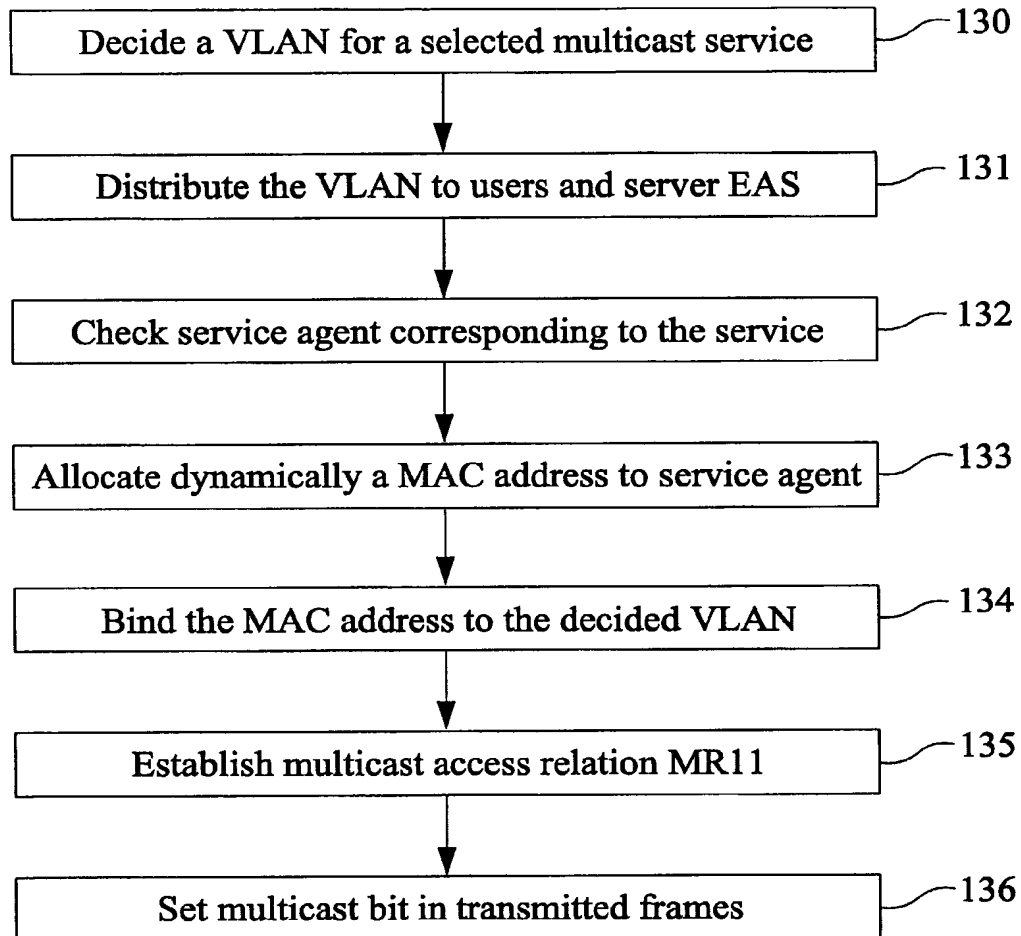 Decide a VLAN for a selected multicast service
130
Distribute the VLAN to users and server EAS
131
Check service agent corresponding to the service
132
Allocate dynamically a MAC address to service agent
133
Bind the MAC address to the decided VLAN
134
Establish multicast access relation MR11
135
Set multicast bit in transmitted frames
136